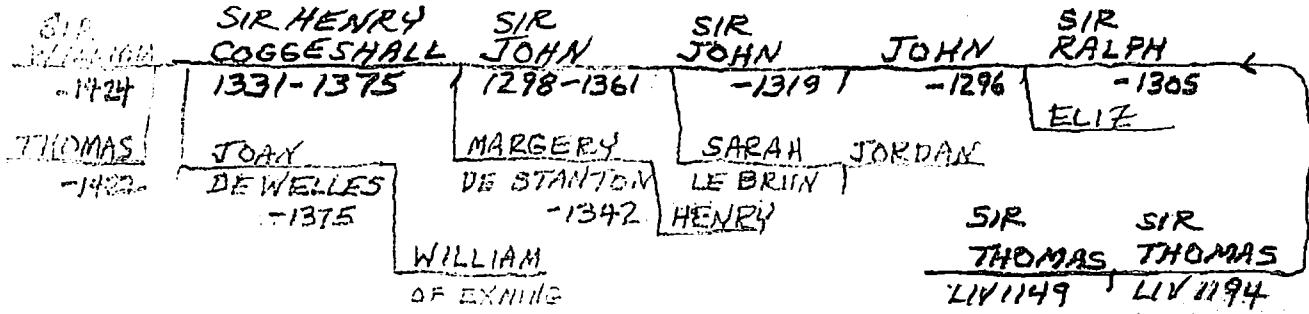 SIR SIR HENRY SIR SIR SIR
WILLIAM COGGESHALL JOHN JOHN JOHN RALPH
-1424 1331-1375 1298-1361 -1319 -1296 -1305
ELIZ
THOMAS JOAN MARGERY SARAH JORDAN
DE WELLES DE STANTON LE BRUN
-1375 -1342 HENRY
SIR SIR
WILLIAM THOMAS THOMAS
OF EXNING LIV 1149 LIV 1194